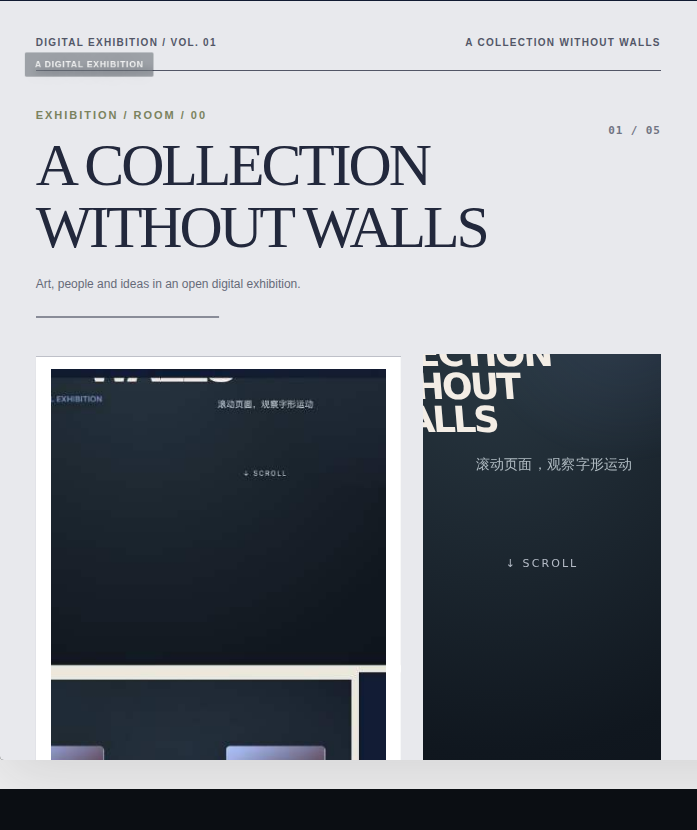 DIGITAL EXHIBITION / VOL. 01
A COLLECTION WITHOUT WALLS
A DIGITAL EXHIBITION
EXHIBITION / ROOM / 00
01 / 05
A COLLECTION
WITHOUT WALLS
Art, people and ideas in an open digital exhibition.
WALLS
L EXHIBITION
滚动页面，观察字形运动
↓ SCROLL
ECTION
HOUT
ALLS
滚动页面，观察字形运动
↓ SCROLL